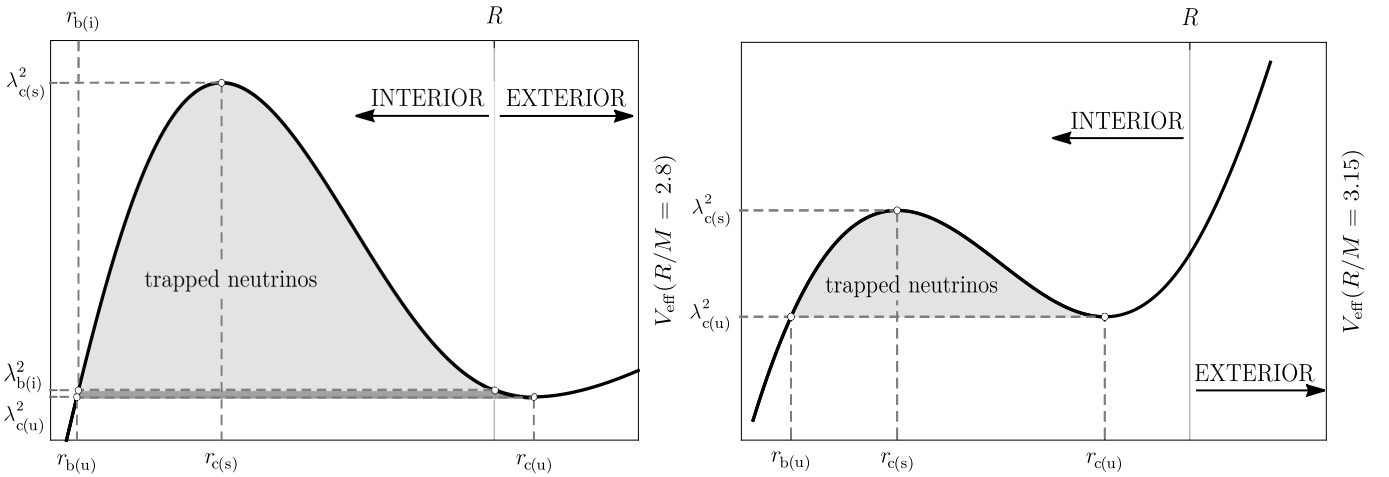 r_b(i)
R
λ²_c(s)
INTERIOR
EXTERIOR
trapped neutrinos
λ²_b(i)
λ²_c(u)
r_b(u)
r_c(s)
r_c(u)
V_eff(R/M = 2.8)
R
INTERIOR
λ²_c(s)
trapped neutrinos
λ²_c(u)
EXTERIOR
r_b(u)
r_c(s)
r_c(u)
V_eff(R/M = 3.15)